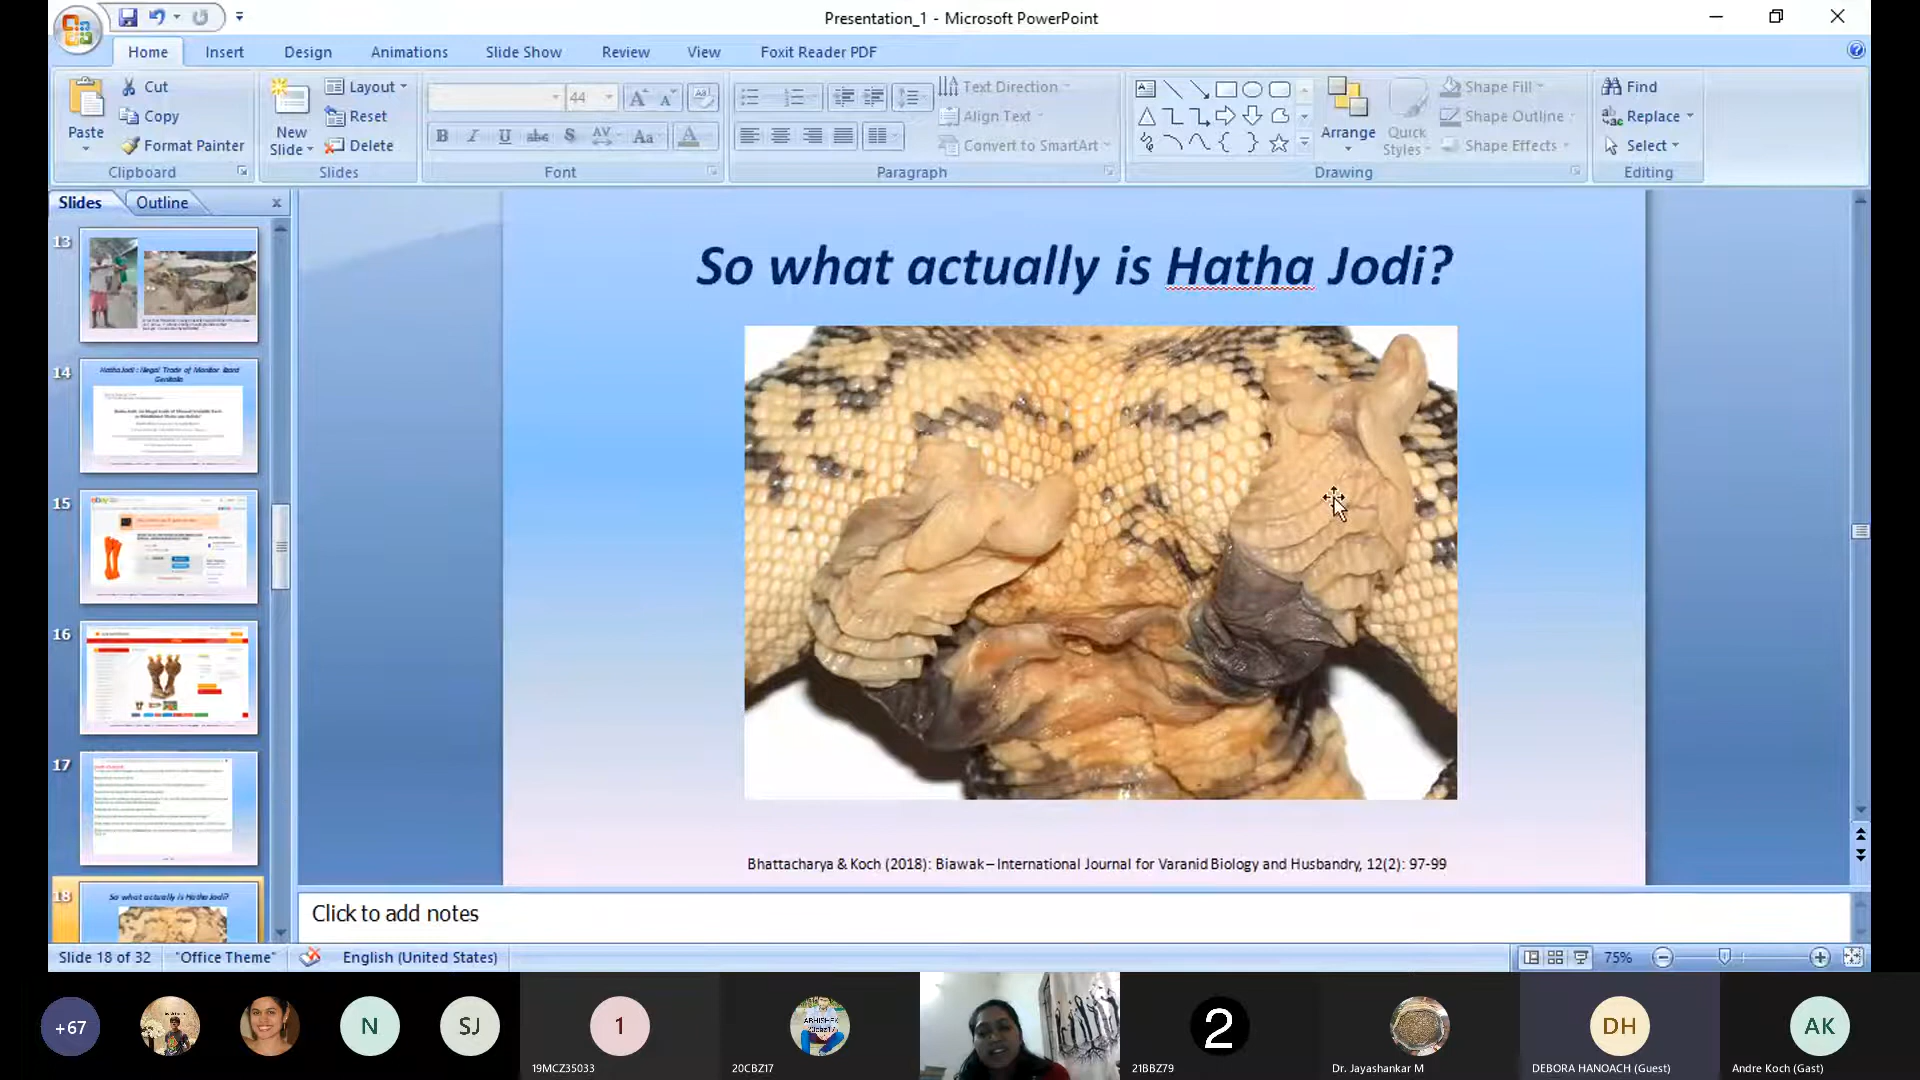 Presentation_1 - Microsoft PowerPoint
Home Insert Design Animations Slide Show Review View Foxit Reader PDF
Paste
Cut
Copy
Format Painter
Clipboard
New Slide
Layout
Reset
Delete
Slides
44
Font
Paragraph
Text Direction
Align Text
Convert to SmartArt
Arrange
Quick Styles
Shape Fill
Shape Outline
Shape Effects
Drawing
Find
Replace
Select
Editing
Slides Outline
13
14
Hatha Jodi : Illegal Trade of Monitor lizard
Genitalia
15
ebay
16
17
18
So what actually is Hatha Jodi?
So what actually is Hatha Jodi?
Bhattacharya & Koch (2018): Biawak – International Journal for Varanid Biology and Husbandry, 12(2): 97-99
Click to add notes
Slide 18 of 32
"Office Theme"
English (United States)
75%
+67
N
SJ
1
19MCZ35033
ABHISHEK
20cbz17
20CBZ17
2
21BBZ79
Dr. Jayashankar M
DH
DEBORA HANOACH (Guest)
AK
Andre Koch (Gast)